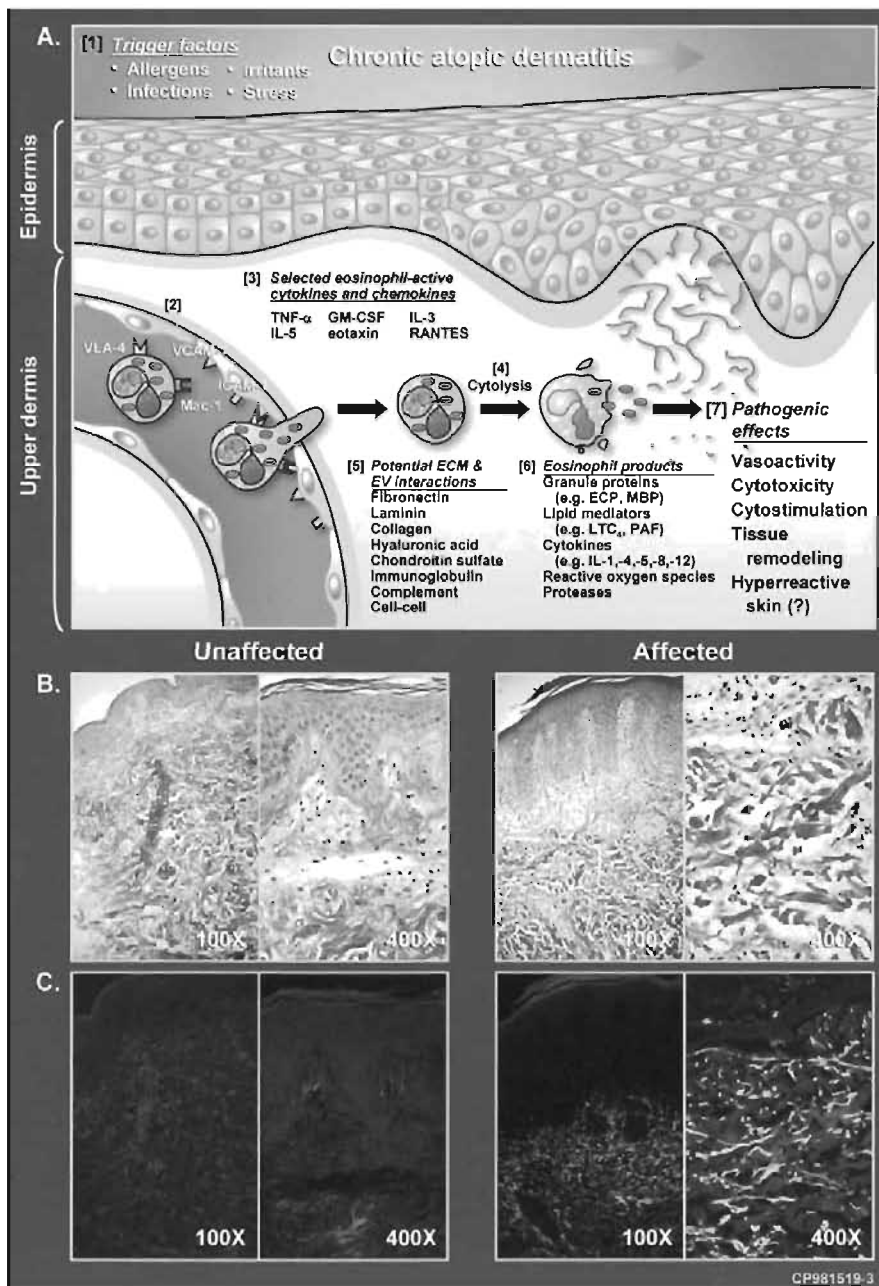 A.
[1] Trigger factors
• Allergens • Irritants
• Infections • Stress
Chronic atopic dermatitis
Epidermis
Upper dermis
[2]
VLA-4
VCAM-1
ICAM-1
Mac-1
[3] Selected eosinophil-active
cytokines and chemokines
TNF-α GM-CSF IL-3
IL-5 eotaxin RANTES
[4]
Cytolysis
[5] Potential ECM &
EV interactions
Fibronectin
Laminin
Collagen
Hyaluronic acid
Chondroitin sulfate
Immunoglobulin
Complement
Cell-cell
[6] Eosinophil products
Granule proteins
(e.g. ECP, MBP)
Lipid mediators
(e.g. LTC₄, PAF)
Cytokines
(e.g. IL-1,-4,-5,-8,-12)
Reactive oxygen species
Proteases
[7] Pathogenic
effects
Vasoactivity
Cytotoxicity
Cytostimulation
Tissue
remodeling
Hyperreactive
skin (?)
Unaffected
Affected
B.
100X
400X
100X
400X
C.
100X
400X
100X
400X
CP981519-3